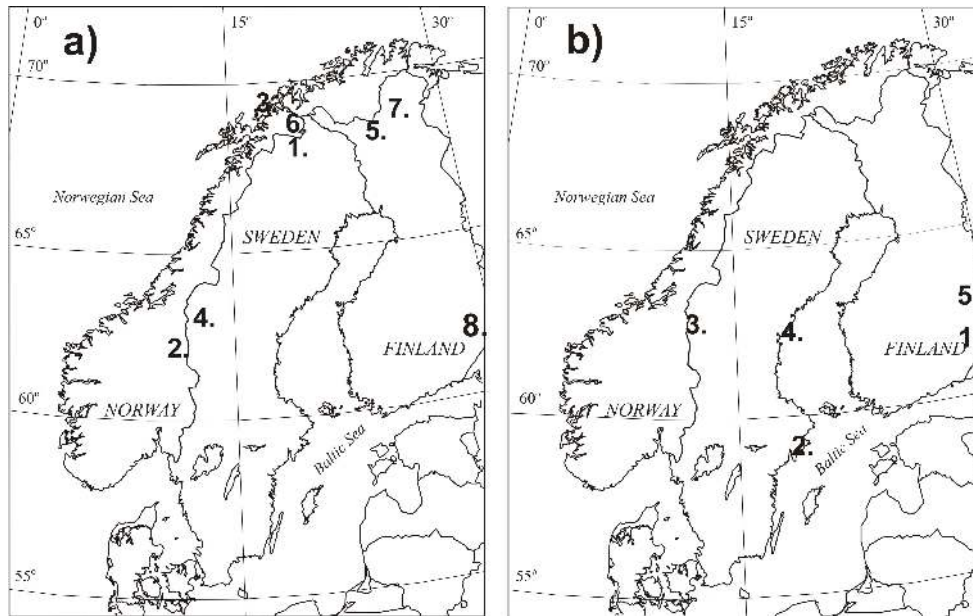 0°
15°
30°
a)
70°
3.
6
1.
5.
7.
Norwegian Sea
SWEDEN
65°
4.
2.
8.
FINLAND
NORWAY
60°
Baltic Sea
55°
0°
15°
30°
b)
70°
Norwegian Sea
SWEDEN
65°
5
3.
4.
1
FINLAND
NORWAY
60°
2.
Baltic Sea
55°